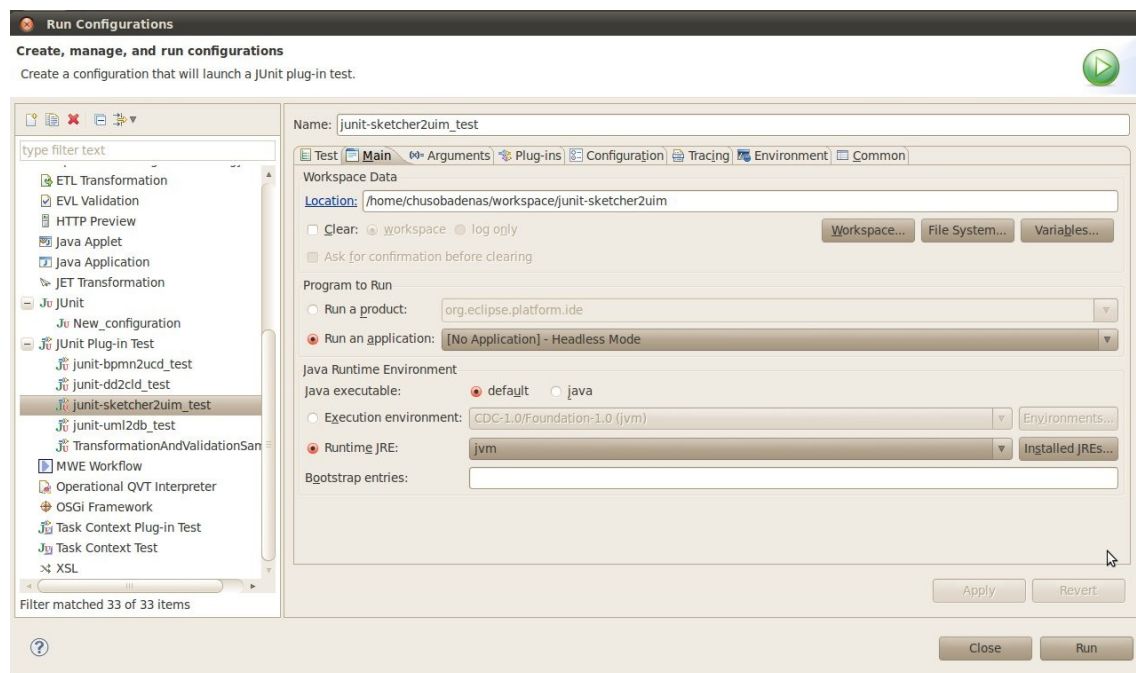 Run Configurations
Create, manage, and run configurations
Create a configuration that will launch a JUnit plug-in test.
type filter text
ETL Transformation
EVL Validation
HTTP Preview
Java Applet
Java Application
JET Transformation
JUnit
New_configuration
JUnit Plug-in Test
junit-bpmn2ucd_test
junit-dd2cld_test
junit-sketcher2uim_test
junit-uml2db_test
TransformationAndValidationSam
MWE Workflow
Operational QVT Interpreter
OSGi Framework
Task Context Plug-in Test
Task Context Test
XSL
Filter matched 33 of 33 items
Name: junit-sketcher2uim_test
Test Main Arguments Plug-ins Configuration Tracing Environment Common
Workspace Data
Location: /home/chusobadenas/workspace/junit-sketcher2uim
Clear: workspace log only Workspace... File System... Variables...
Ask for confirmation before clearing
Program to Run
Run a product: org.eclipse.platform.ide
Run an application: [No Application] - Headless Mode
Java Runtime Environment
Java executable: default java
Execution environment: CDC-1.0/Foundation-1.0 (jvm) Environments...
Runtime JRE: jvm Installed JREs...
Bootstrap entries:
Apply Revert
Close Run